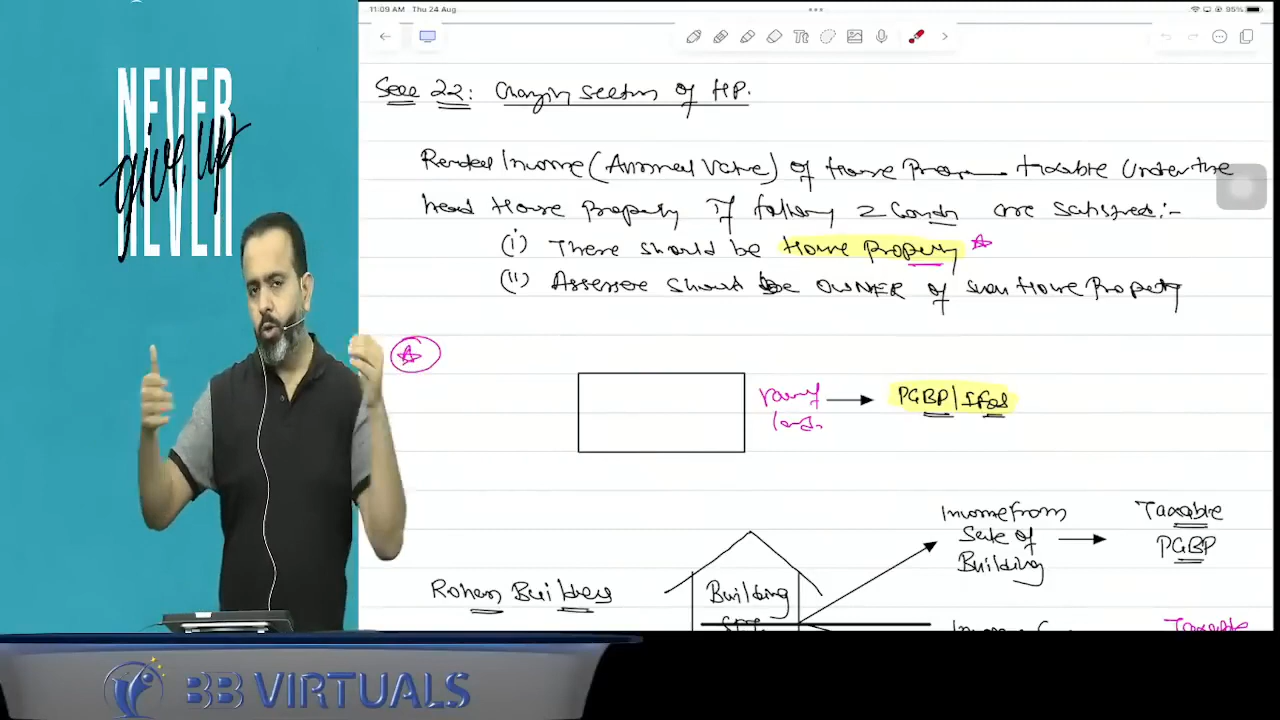 11:09 AM Thu 24 Aug
95%
NEVER
give up
NEVER
Sec 22: Charging Section of HP.
Rental Income (Annual Value) of House Prop taxable Under the
head House Property if following 2 Condn are satisfied:-
(i) There should be House Property
(ii) Assessee should be OWNER of such House Property
Vacant
land.
PGBP/IFOS
Income from
Sale of
Building
Taxable
PGBP
Rohan Builders
Building
Taxable
BB VIRTUALS